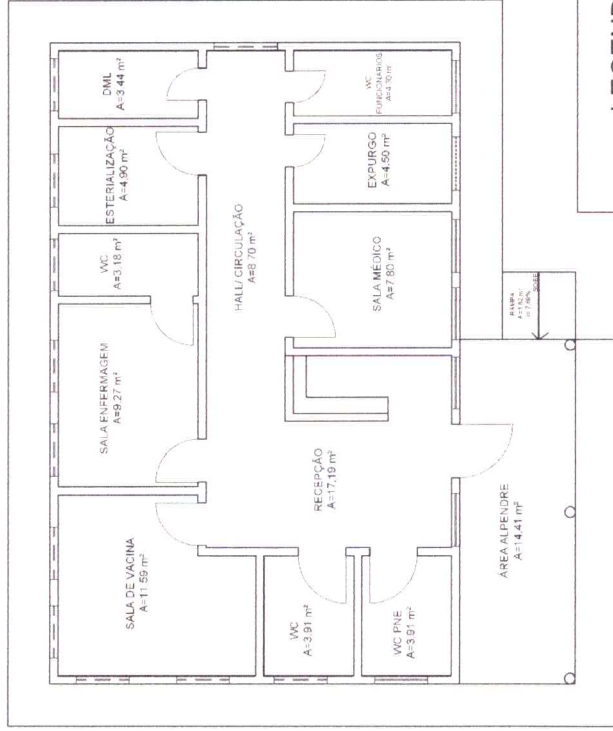 DML
A=3.44 m²
ESTERIALIZAÇÃO
A=4.90 m²
WC
A=3.18 m²
SALA ENFERMAGEM
A=9.27 m²
SALA DE VACINA
A=11.59 m²
HALL/ CIRCULAÇÃO
A=8.70 m²
WC
FUNCIONÁRIOS
EXPURGO
A=4.50 m²
SALA MÉDICO
A=7.80 m²
RECEPÇÃO
A=17.19 m²
WC
A=3.91 m²
WC PNE
A=3.91 m²
RAMPA
SOBE
ÁREA ALPENDRE
A=14.41 m²